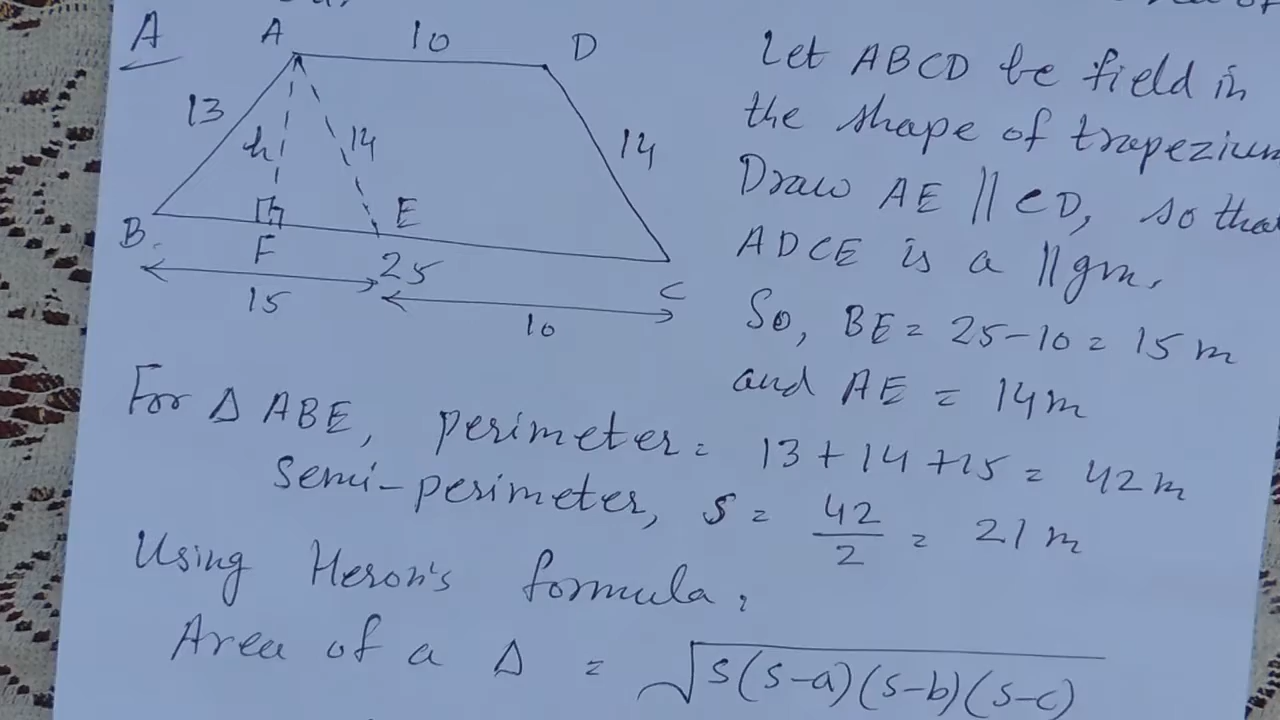 A
A 10 D
13
h
14
14
B
F
E
25
C
15
10
Let ABCD be field in
the shape of trapezium
Draw AE || CD, so tha
ADCE is a ||gm.
So, BE = 25-10 = 15 m
and AE = 14m
For Δ ABE, perimeter = 13 + 14 + 15 = 42 m
Semi-perimeter, s = 42/2 = 21 m
Using Heron's formula,
Area of a Δ = √s(s-a)(s-b)(s-c)